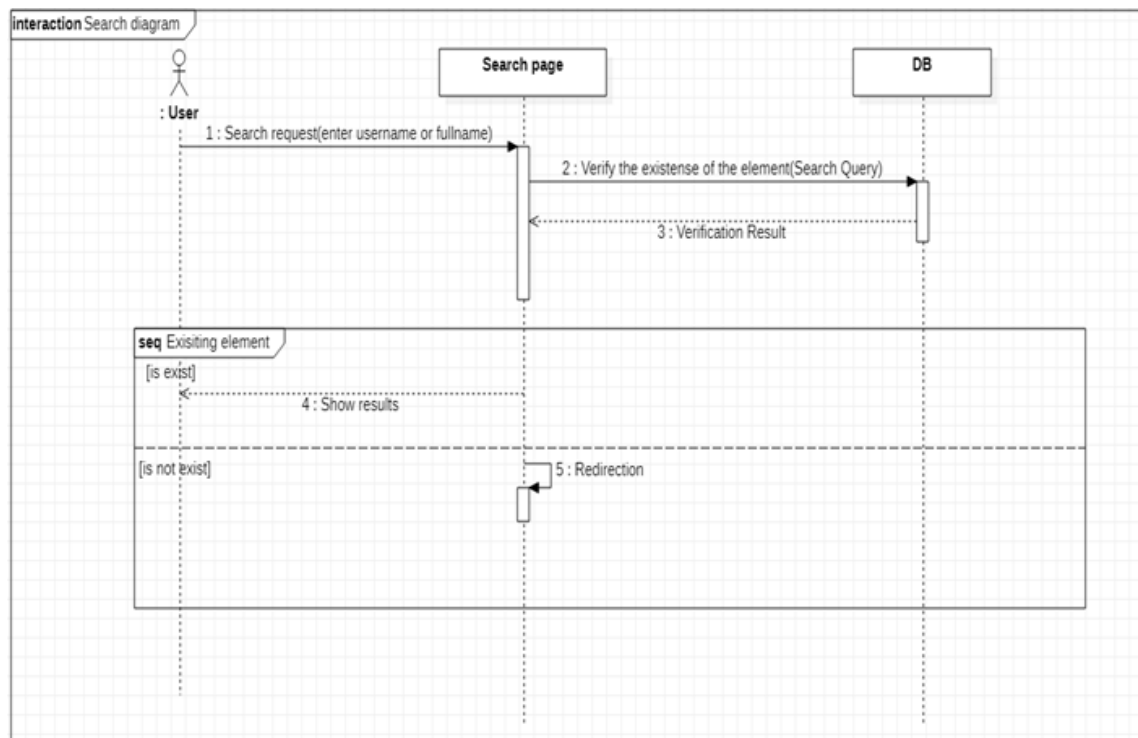 interaction Search diagram
Search page
DB
: User
1 : Search request(enter username or fullname)
2 : Verify the existense of the element(Search Query)
3 : Verification Result
seq Exisiting element
[is exist]
4 : Show results
[is not exist]
5 : Redirection